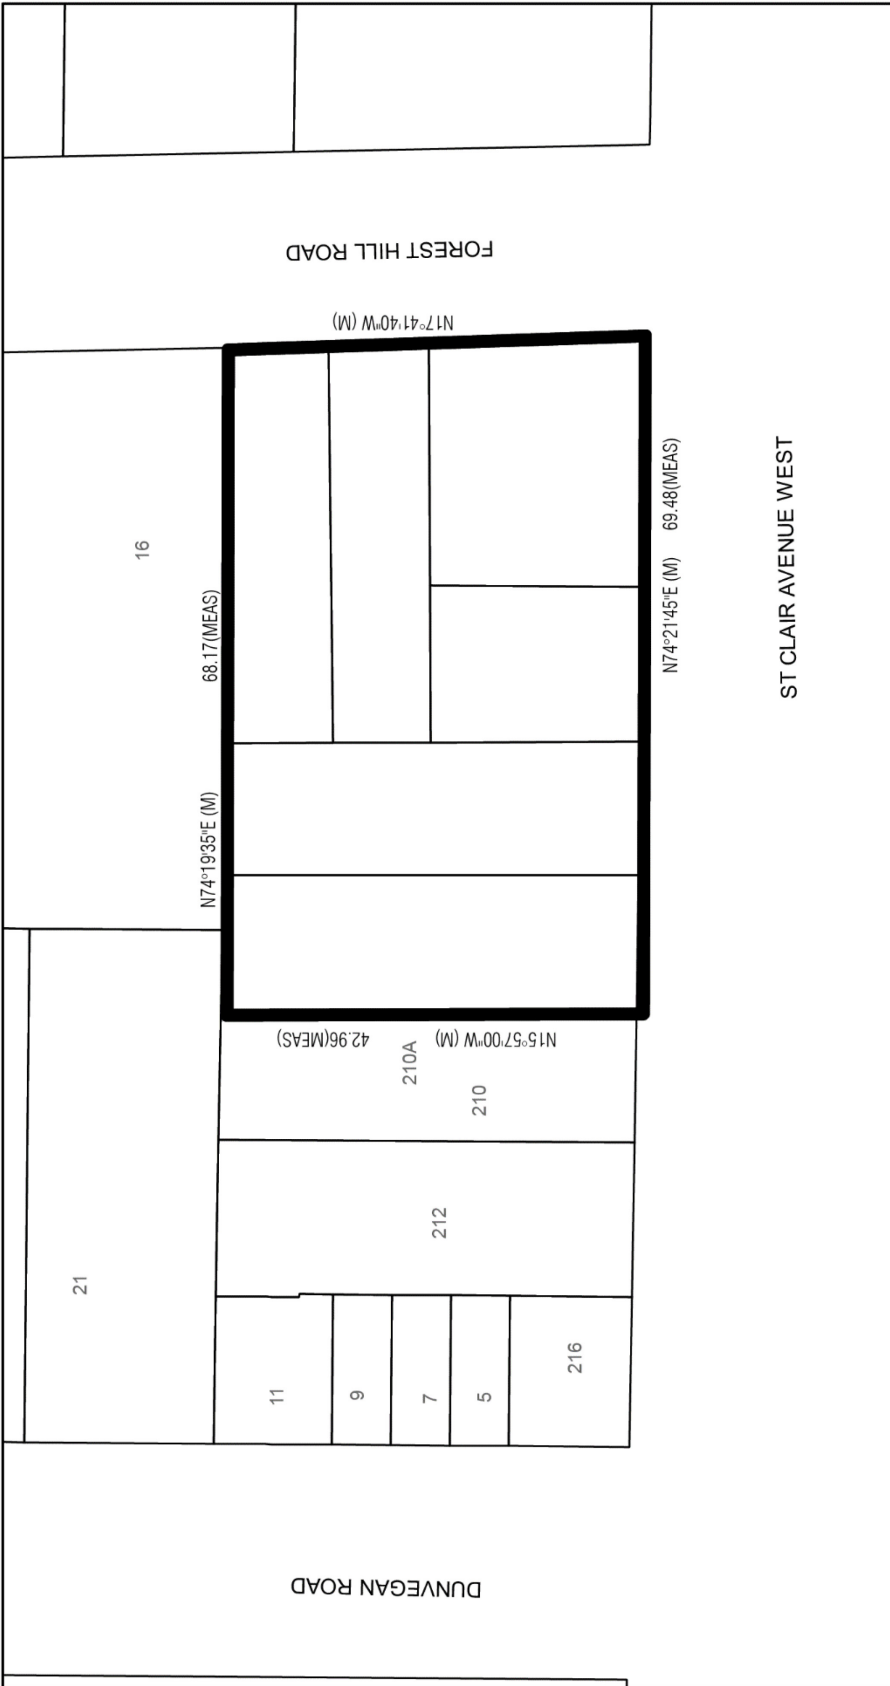 FOREST HILL ROAD
N17°41'40"W (M)
16
68.17(MEAS)
N74°19'35"E (M)
N74°21'45"E (M) 69.48(MEAS)
ST CLAIR AVENUE WEST
N15°57'00"W (M) 42.96(MEAS)
210A
210
212
21
11
9
7
5
216
DUNVEGAN ROAD